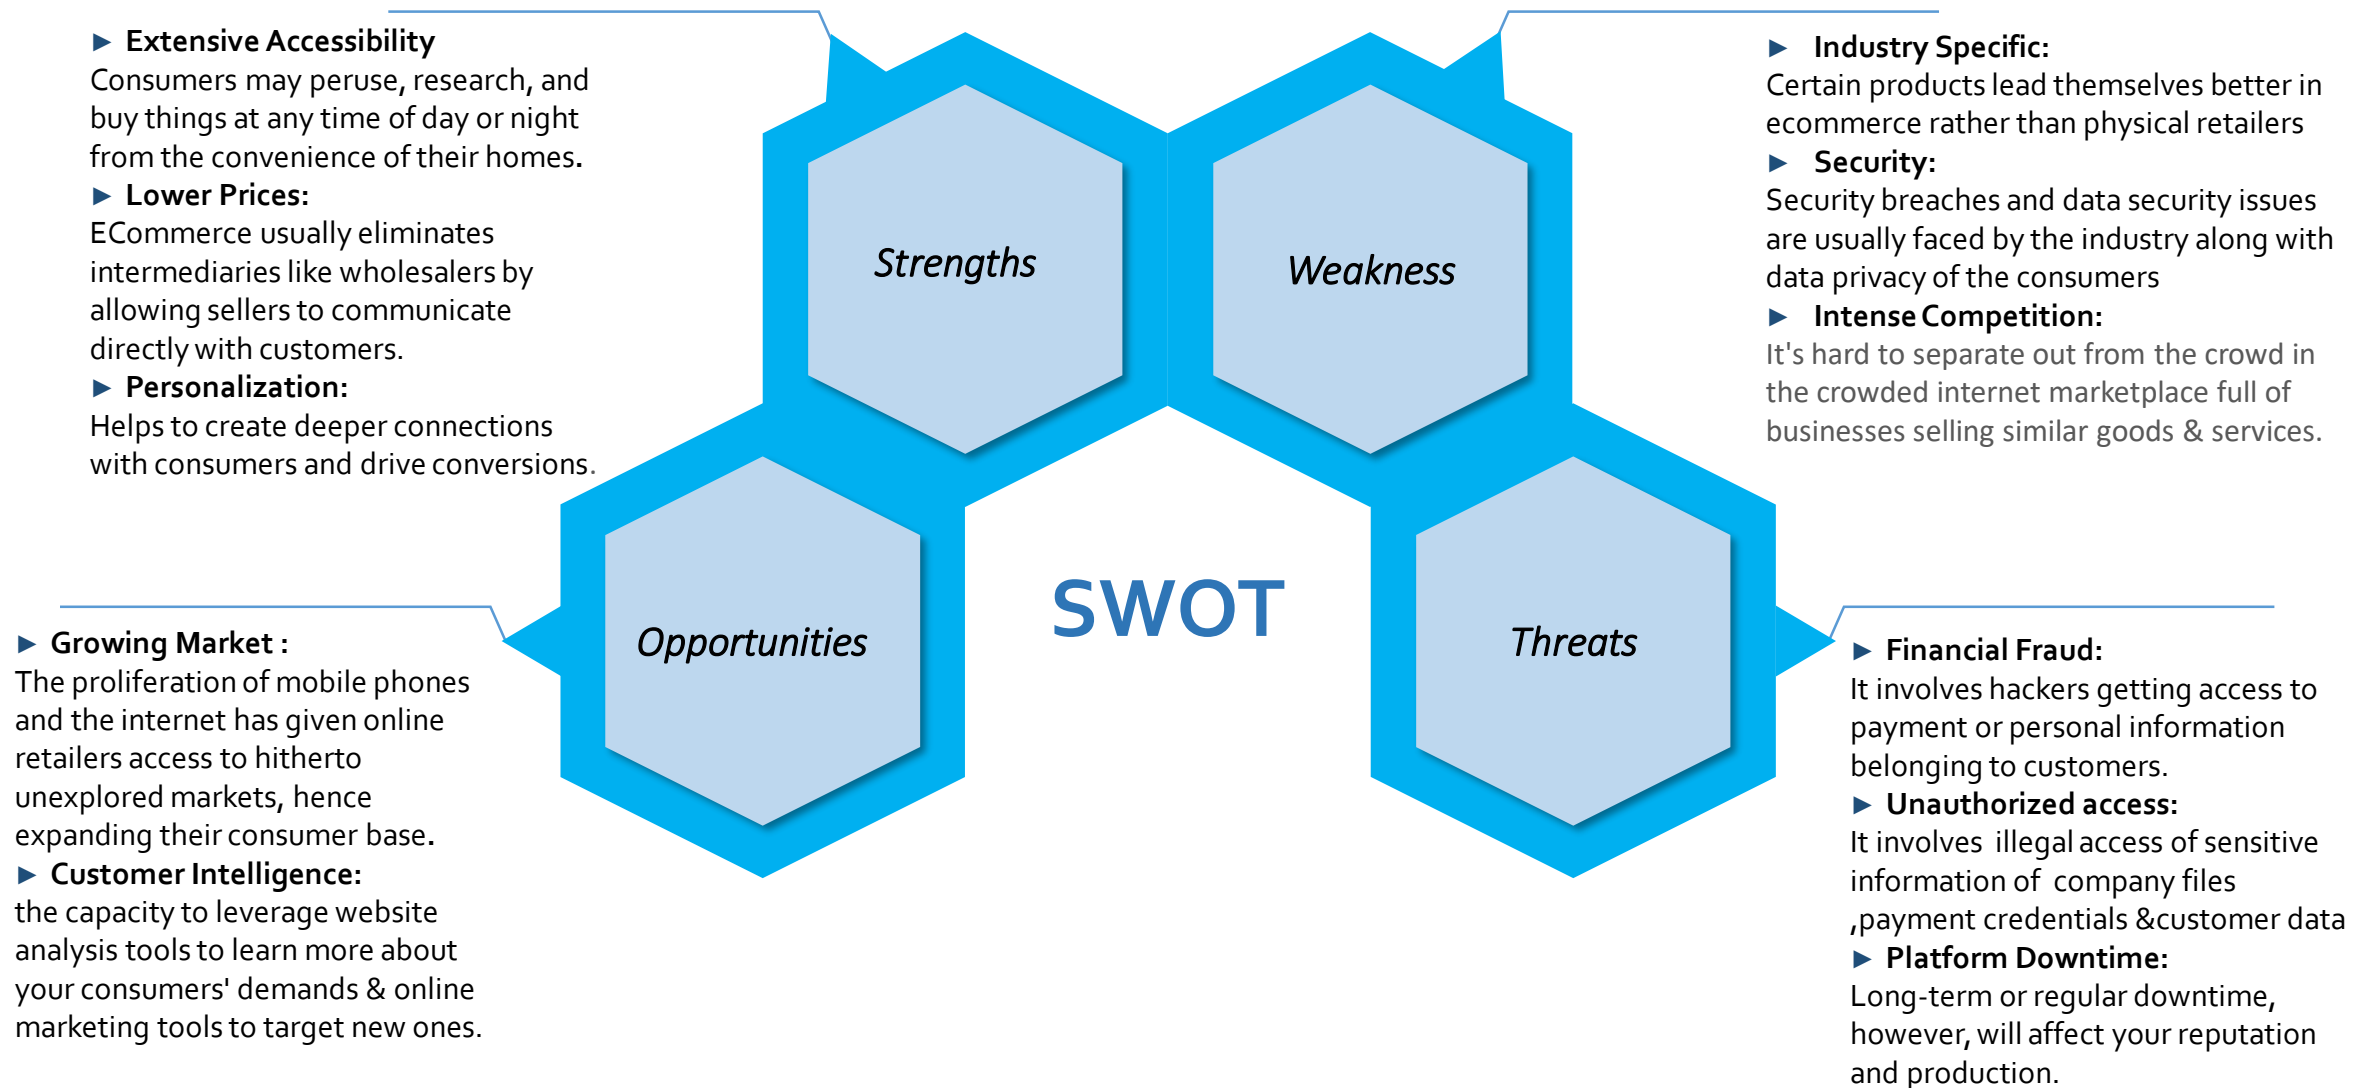 ► Extensive Accessibility
Consumers may peruse, research, and
buy things at any time of day or night
from the convenience of their homes.
► Lower Prices:
ECommerce usually eliminates
intermediaries like wholesalers by
allowing sellers to communicate
directly with customers.
► Personalization:
Helps to create deeper connections
with consumers and drive conversions.
Strengths
Weakness
► Industry Specific:
Certain products lead themselves better in
ecommerce rather than physical retailers
► Security:
Security breaches and data security issues
are usually faced by the industry along with
data privacy of the consumers
► Intense Competition:
It's hard to separate out from the crowd in
the crowded internet marketplace full of
businesses selling similar goods & services.
► Growing Market :
The proliferation of mobile phones
and the internet has given online
retailers access to hitherto
unexplored markets, hence
expanding their consumer base.
► Customer Intelligence:
the capacity to leverage website
analysis tools to learn more about
your consumers' demands & online
marketing tools to target new ones.
Opportunities
SWOT
Threats
► Financial Fraud:
It involves hackers getting access to
payment or personal information
belonging to customers.
► Unauthorized access:
It involves illegal access of sensitive
information of company files
,payment credentials &customer data
► Platform Downtime:
Long-term or regular downtime,
however, will affect your reputation
and production.